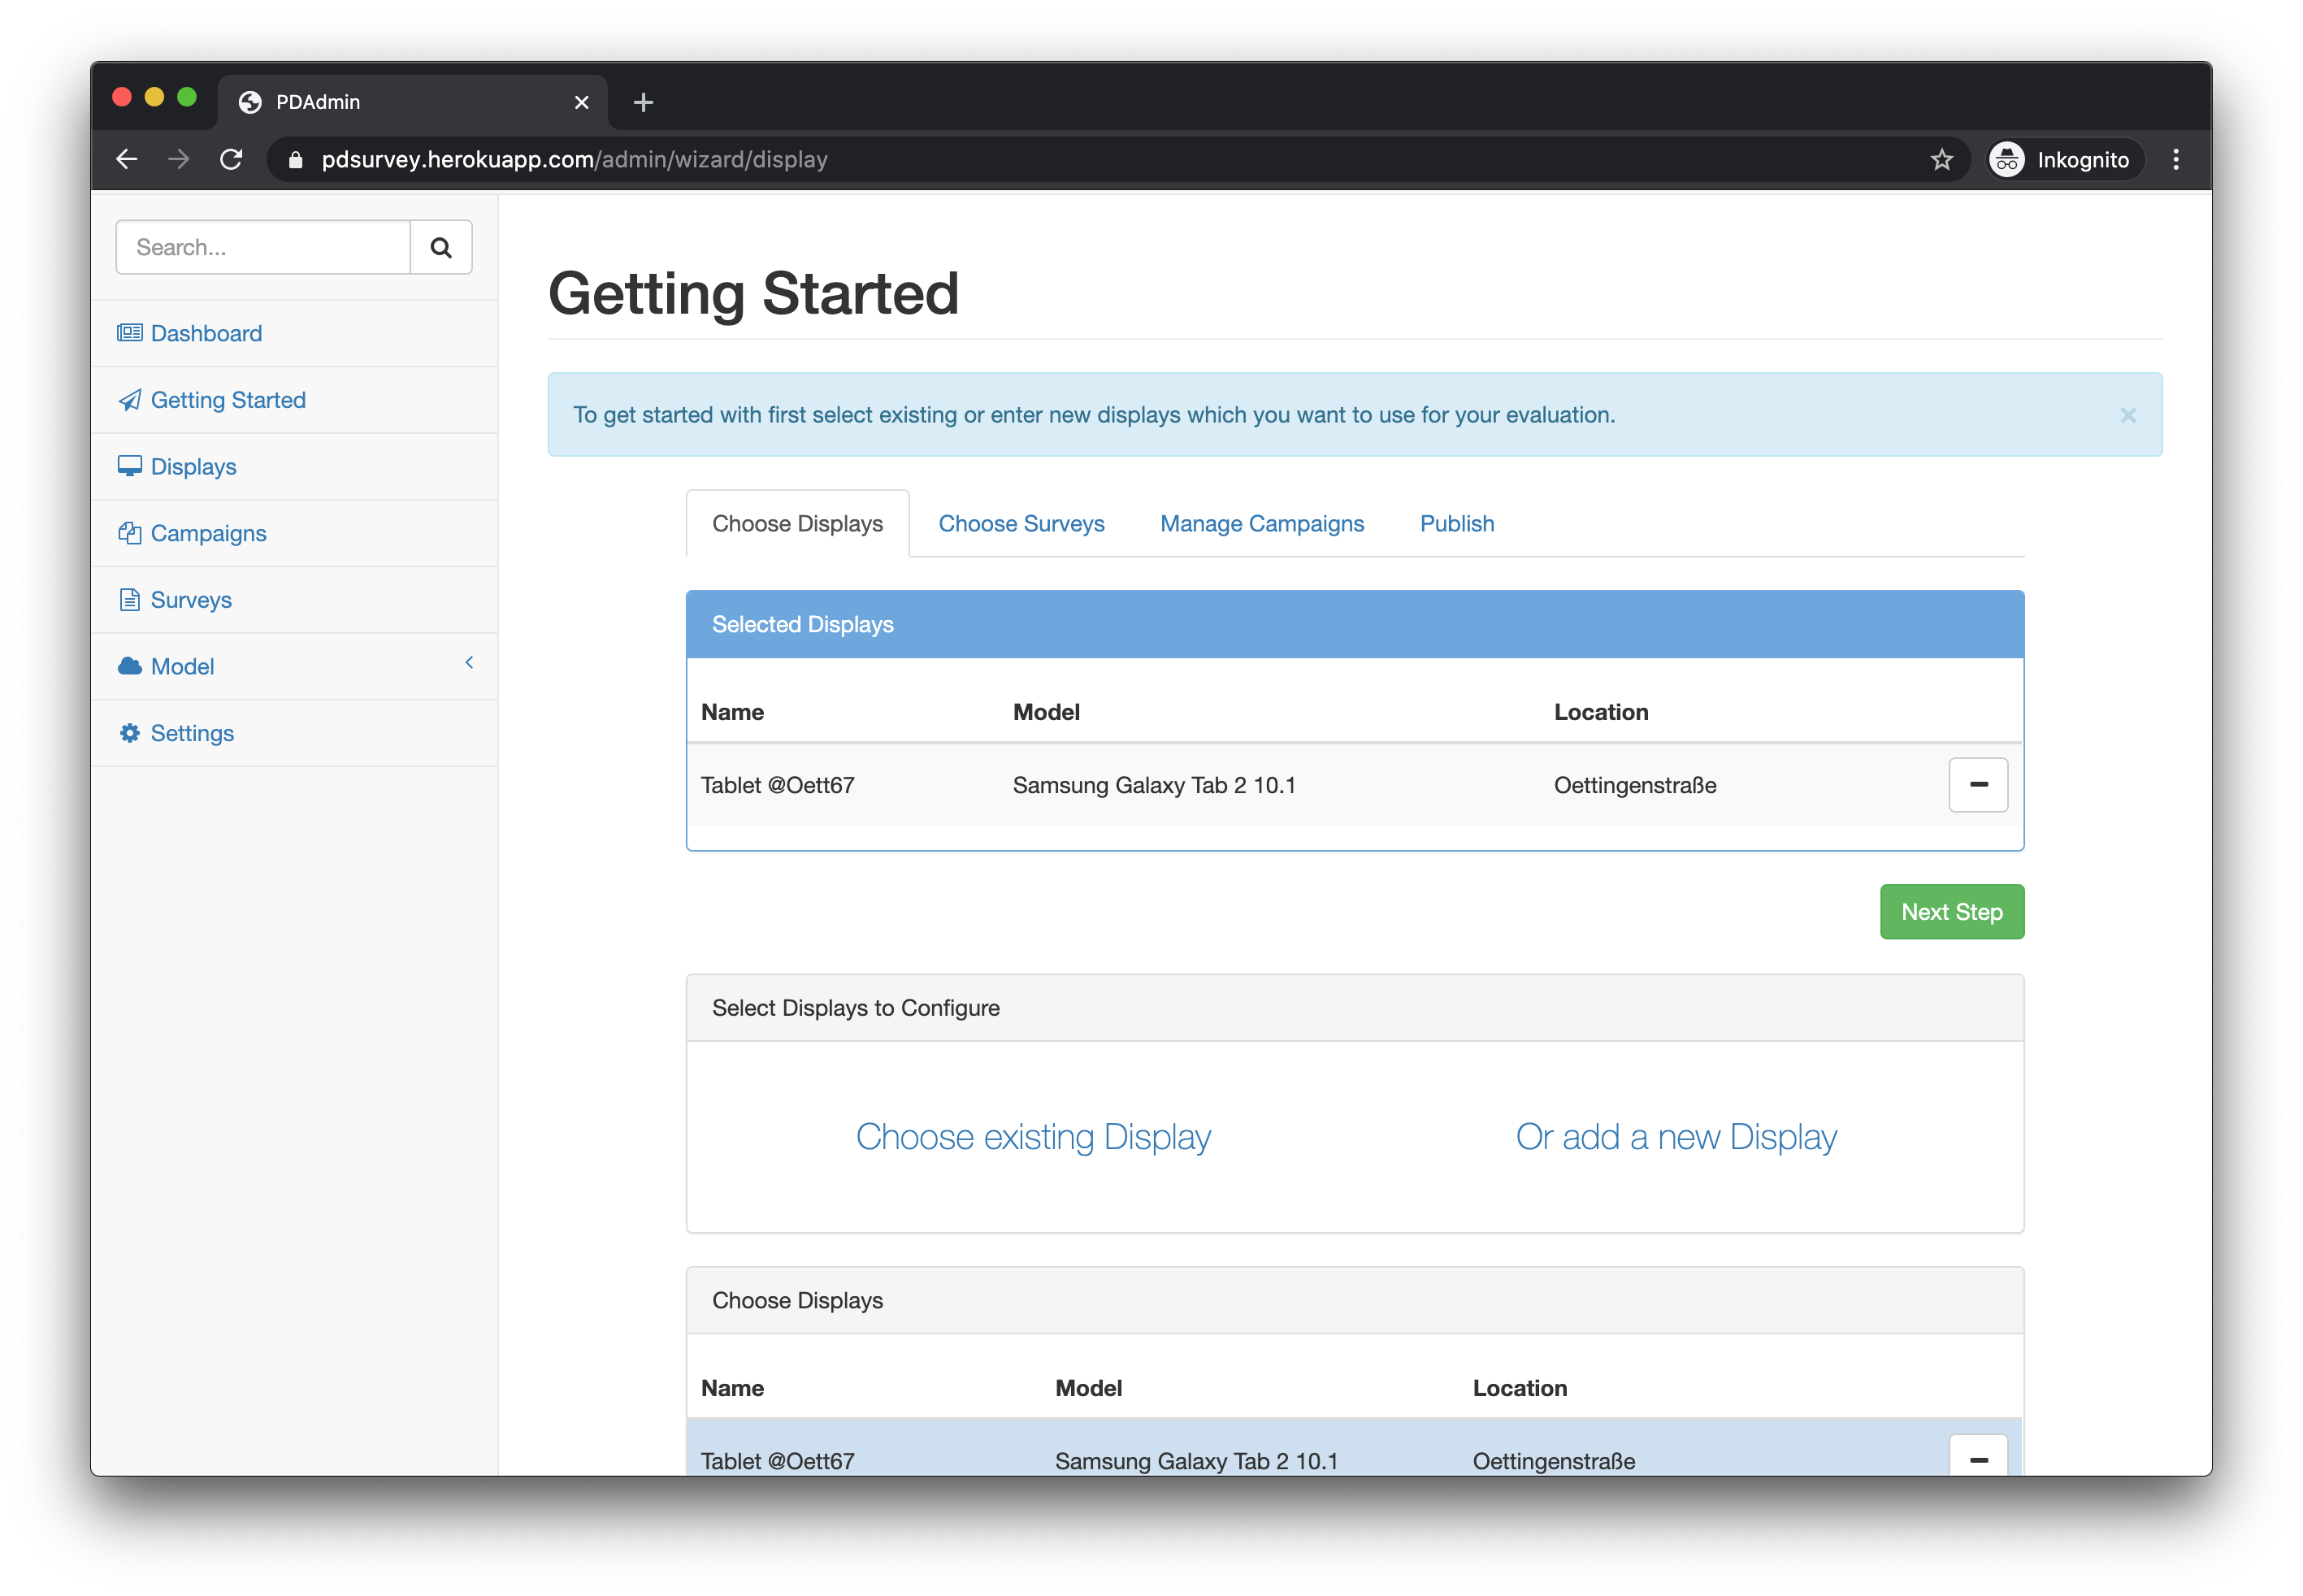 PDAdmin
pdsurvey.herokuapp.com/admin/wizard/display
Inkognito
Search...
Dashboard
Getting Started
Displays
Campaigns
Surveys
Model
Settings
Getting Started
To get started with first select existing or enter new displays which you want to use for your evaluation.
Choose Displays Choose Surveys Manage Campaigns Publish
Selected Displays
Name Model Location
Tablet @Oett67 Samsung Galaxy Tab 2 10.1 Oettingenstraße
Next Step
Select Displays to Configure
Choose existing Display Or add a new Display
Choose Displays
Name Model Location
Tablet @Oett67 Samsung Galaxy Tab 2 10.1 Oettingenstraße